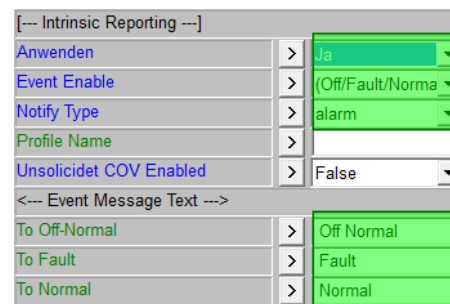 [--- Intrinsic Reporting ---]
Anwenden > Ja
Event Enable > (Off/Fault/Norma
Notify Type > alarm
Profile Name >
Unsolicidet COV Enabled > False
<--- Event Message Text --->
To Off-Normal > Off Normal
To Fault > Fault
To Normal > Normal